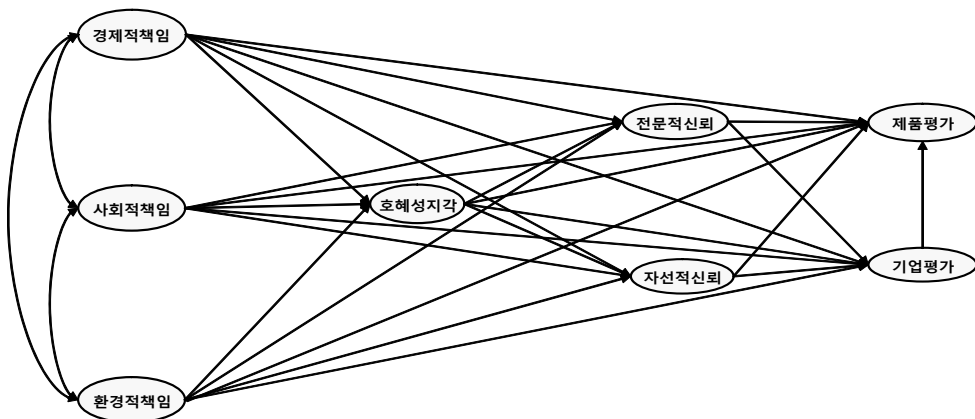 경제적책임
전문적신뢰
제품평가
사회적책임
호혜성지각
자선적신뢰
기업평가
환경적책임